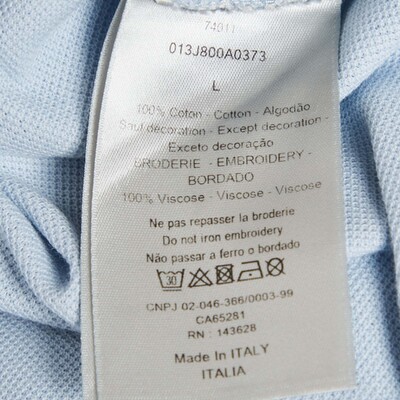 74011
013J800A0373
L
100% Coton - Cotton - Algodão
Sauf decoration - Except decoration -
Exceto decoração
BRODERIE - EMBROIDERY -
BORDADO
100% Viscose - Viscose - Viscose
Ne pas repasser la broderie
Do not iron embroidery
Não passar a ferro o bordado
30
CNPJ 02-046-366/0003-99
CA65281
RN : 143628
Made In ITALY
ITALIA